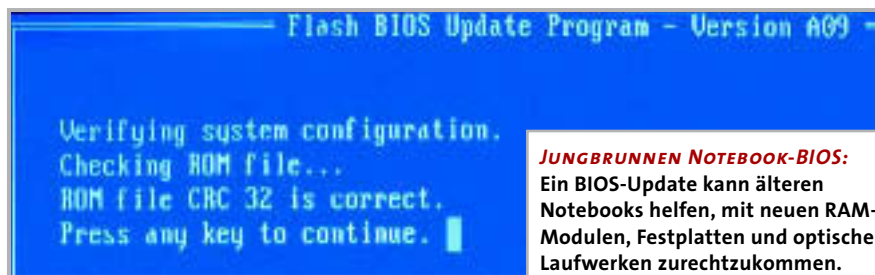 Flash BIOS Update Program - Version A09
Verifying system configuration.
Checking ROM file...
ROM file CRC 32 is correct.
Press any key to continue.
JUNGBRUNNEN NOTEBOOK-BIOS:
Ein BIOS-Update kann älteren
Notebooks helfen, mit neuen RAM-
Modulen, Festplatten und optische
Laufwerken zurechtzukommen.